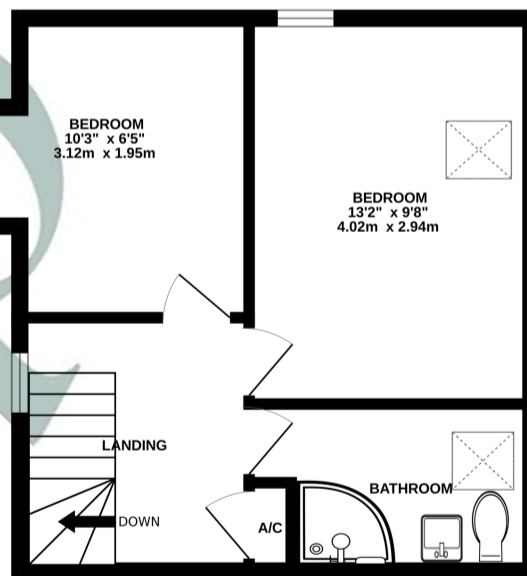 BEDROOM
10'3" x 6'5"
3.12m x 1.95m
BEDROOM
13'2" x 9'8"
4.02m x 2.94m
LANDING
BATHROOM
DOWN
A/C